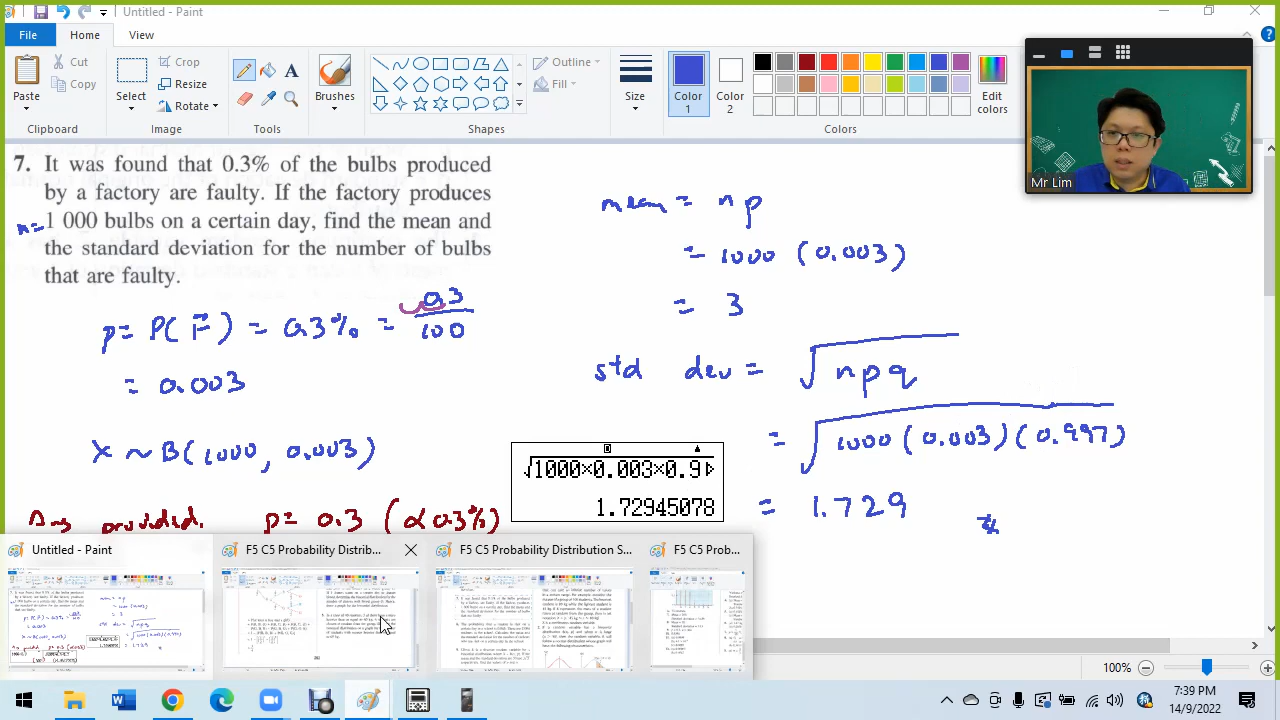 Untitled - Paint
File Home View
Paste
Cut
Copy
Clipboard
Select
Crop
Resize
Rotate
Image
A
Tools
Brushes
Shapes
Outline
Fill
Size
Color 1
Color 2
Edit colors
Colors
Mr Lim
7. It was found that 0.3% of the bulbs produced
by a factory are faulty. If the factory produces
n= 1 000 bulbs on a certain day, find the mean and
the standard deviation for the number of bulbs
that are faulty.
p = P(F) = 0.3% = 0.3/100
= 0.003
X ~ B(1000, 0.003)
Ans provided. p = 0.3 (0.3%)
mean = np
= 1000 (0.003)
= 3
std dev = √npq
= √1000(0.003)(0.997)
= 1.729
√1000×0.003×0.9
1.72945078
Untitled - Paint
F5 C5 Probability Distrib...
F5 C5 Probability Distribution S...
F5 C5 Prob...
100%
7:39 PM
14/9/2022